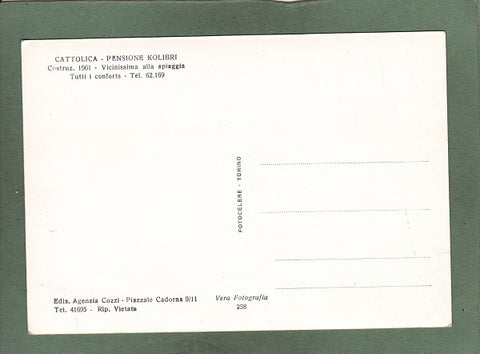 CATTOLICA - PENSIONE KOLIBRI
Costruz. 1961 - Vicinissima alla spiaggia
Tutti i conforts - Tel. 62.169
FOTOCELERE - TORINO
Ediz. Agenzia Cozzi - Piazzale Cadorna 9/11
Tel. 41695 - Rip. Vietata
Vera Fotografia
258